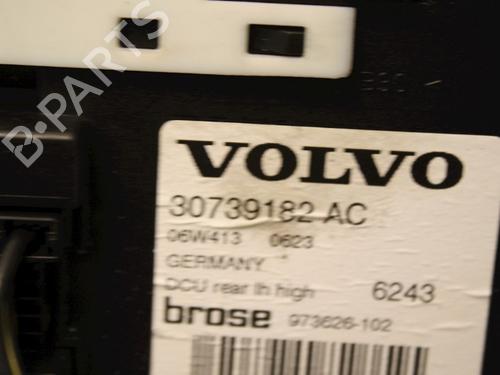 B-PARTS
VOLVO
30739182 AC
06W413 0623
GERMANY
DCU rear lh high 6243
brose 973626-102